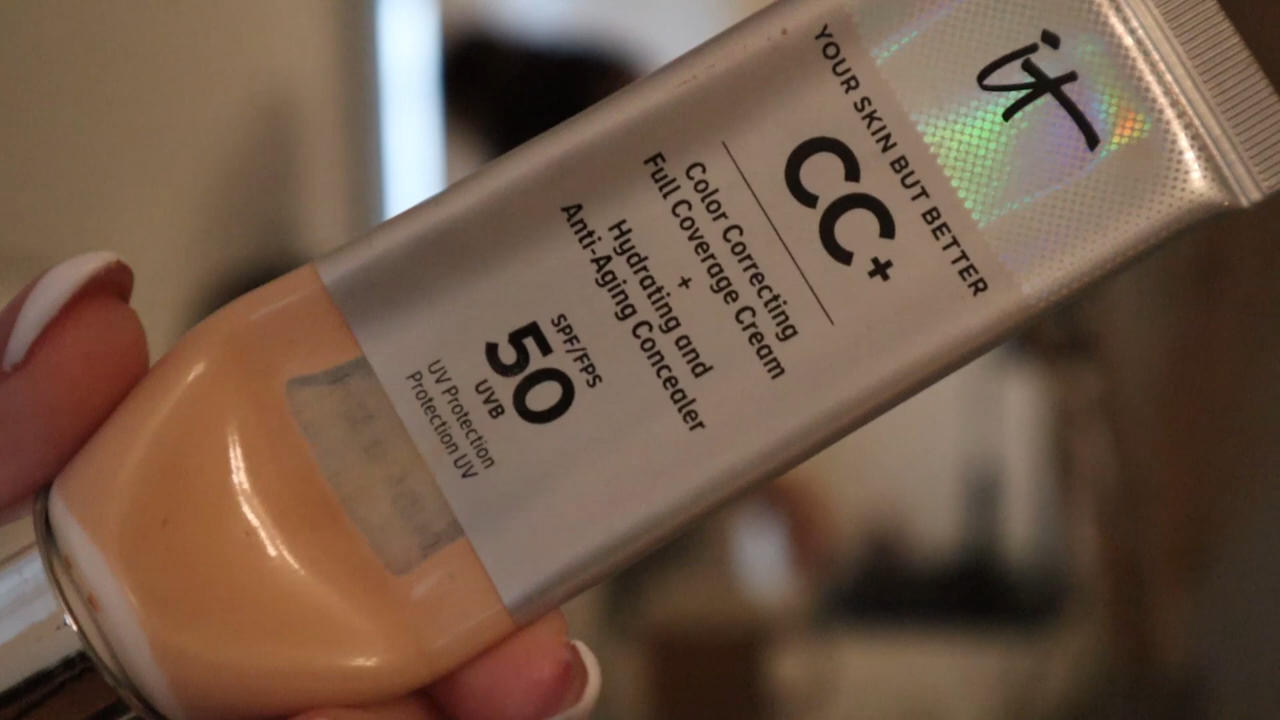 it
YOUR SKIN BUT BETTER
CC+
Color Correcting
Full Coverage Cream
+
Hydrating and
Anti-Aging Concealer
SPF/FPS
50
UVB
UV Protection
Protection UV